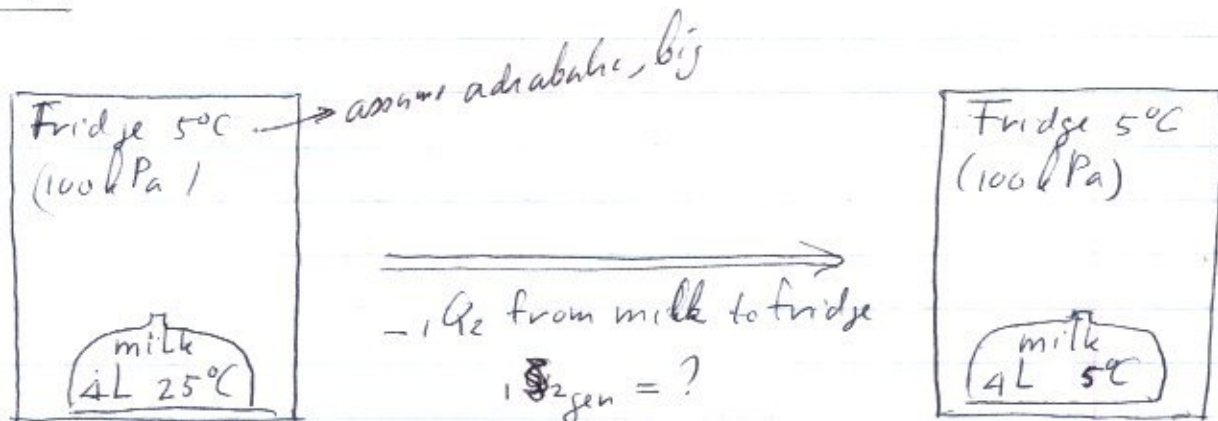 assume adiabatic, big
Fridge 5°C
(100 kPa)
milk
4L 25°C
- ₁Q₂ from milk to fridge
₁S₂gen = ?
Fridge 5°C
(100 kPa)
milk
4L 5°C